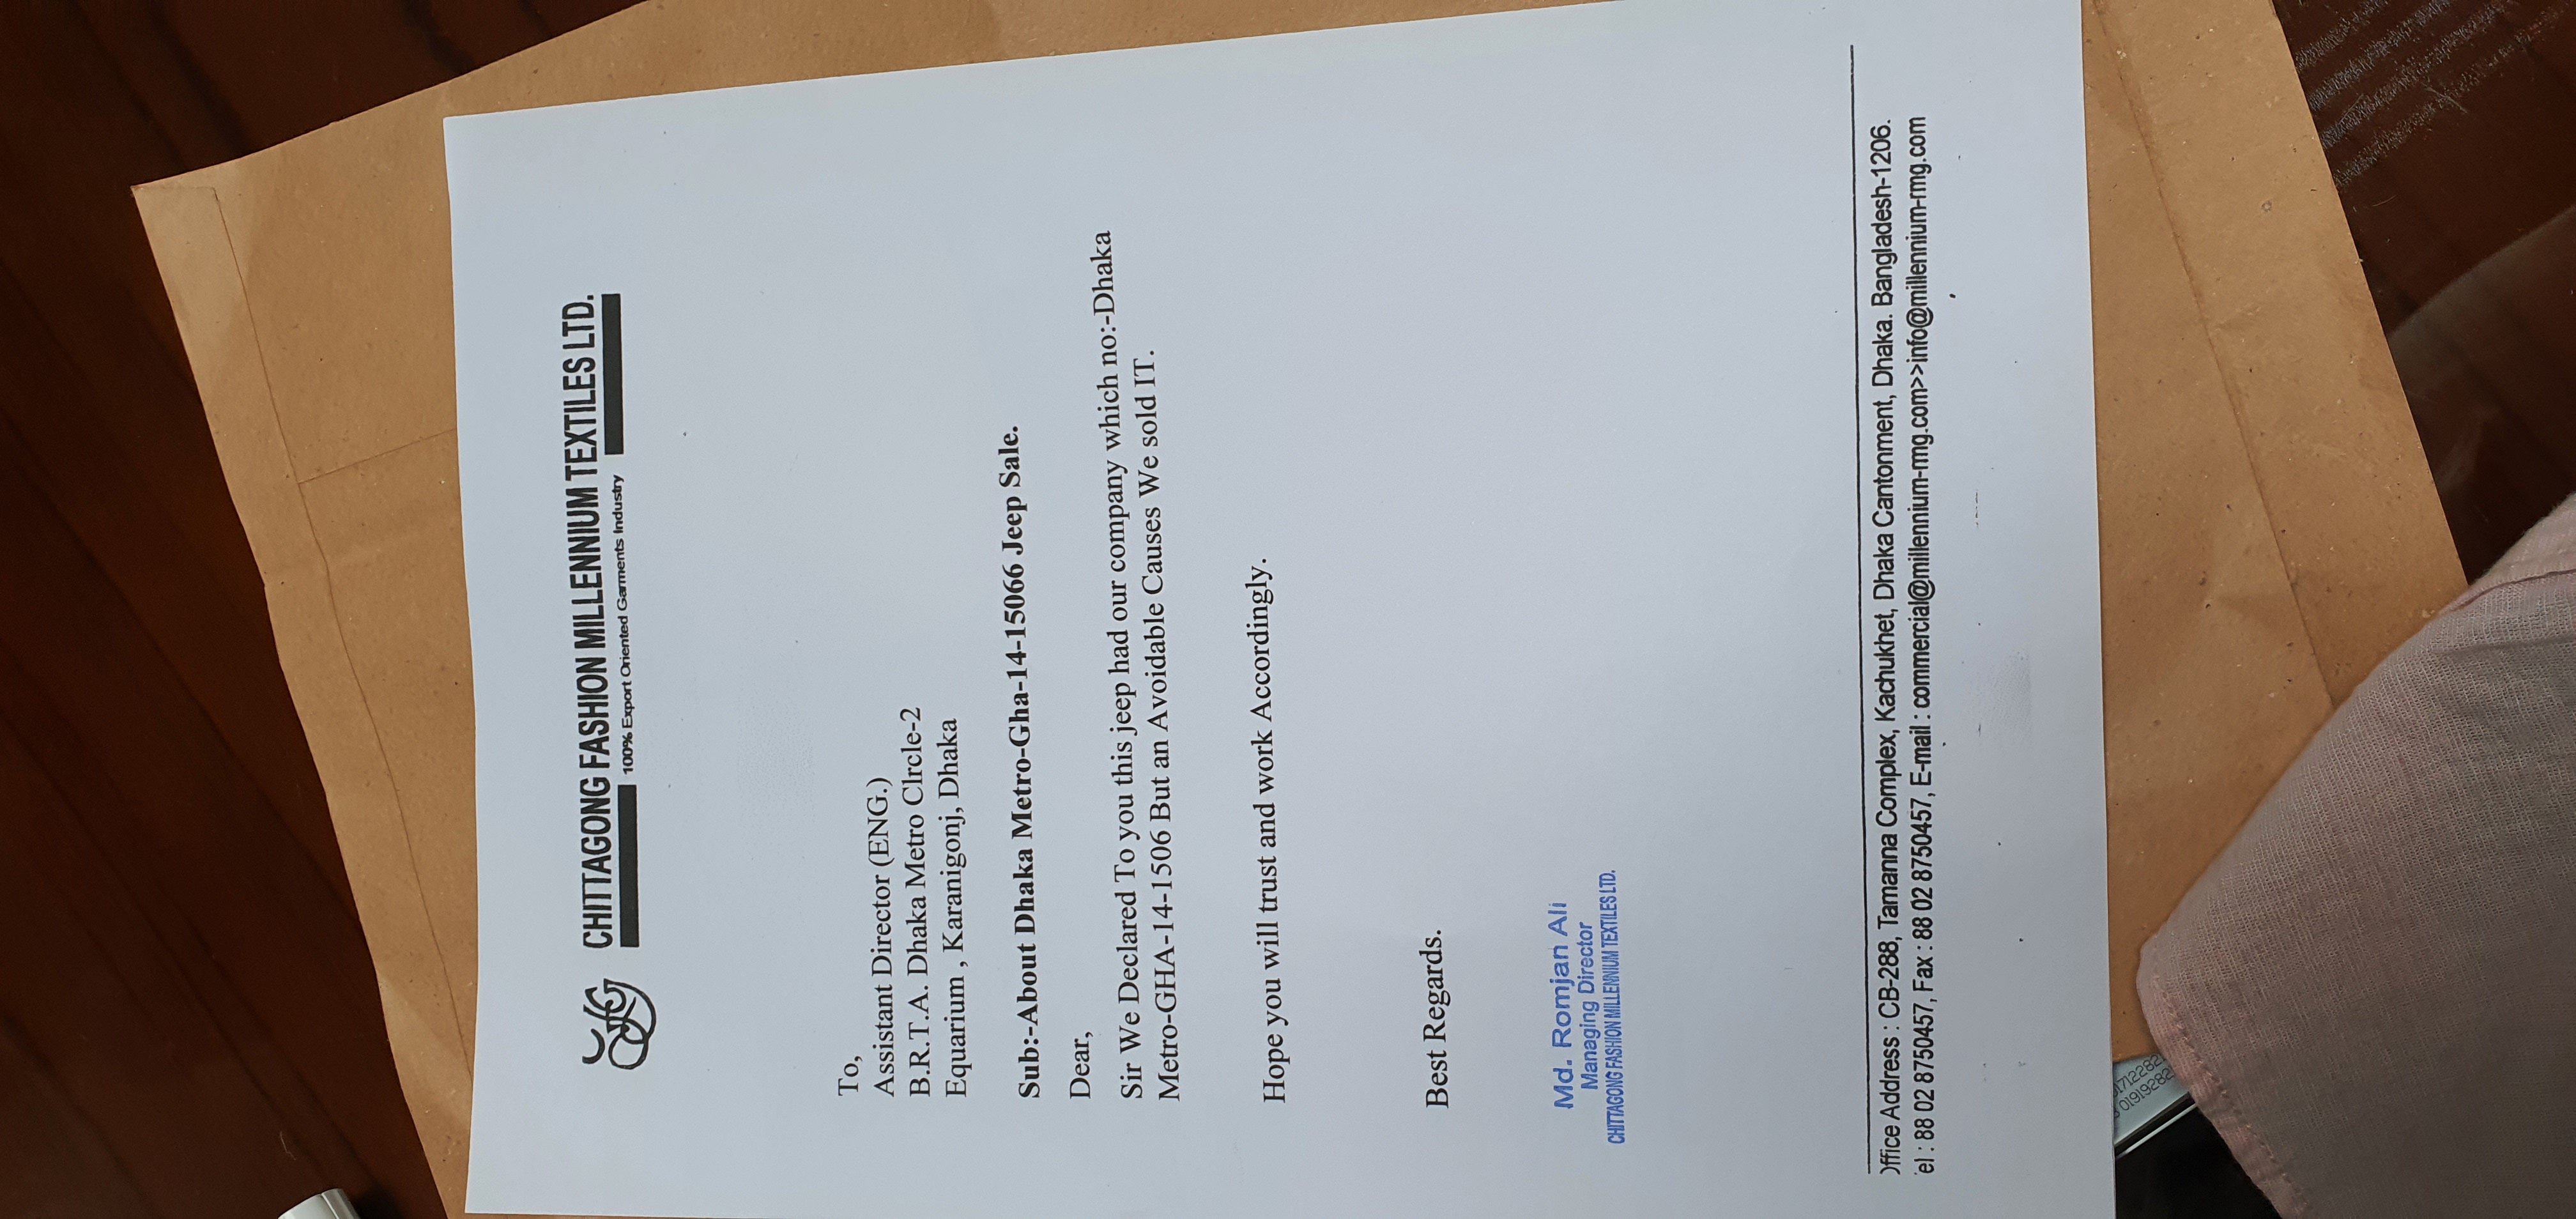 CHITTAGONG FASHION MILLENNIUM TEXTILES LTD.
100% Export Oriented Garments Industry
To,
Assistant Director (ENG.)
B.R.T.A. Dhaka Metro Clrcle-2
Equarium , Karanigonj, Dhaka
Sub:-About Dhaka Metro-Gha-14-15066 Jeep Sale.
Dear,
Sir We Declared To you this jeep had our company which no:-Dhaka
Metro-GHA-14-1506 But an Avoidable Causes We sold IT.
Hope you will trust and work Accordingly.
Best Regards.
Md. Romjan Ali
Managing Director
CHITTAGONG FASHION MILLENNIUM TEXTILES LTD.
Office Address : CB-288, Tamanna Complex, Kachukhet, Dhaka Cantonment, Dhaka. Bangladesh-1206.
el : 88 02 8750457, Fax : 88 02 8750457, E-mail : commercial@millennium-rmg.com>>info@millennium-rmg.com